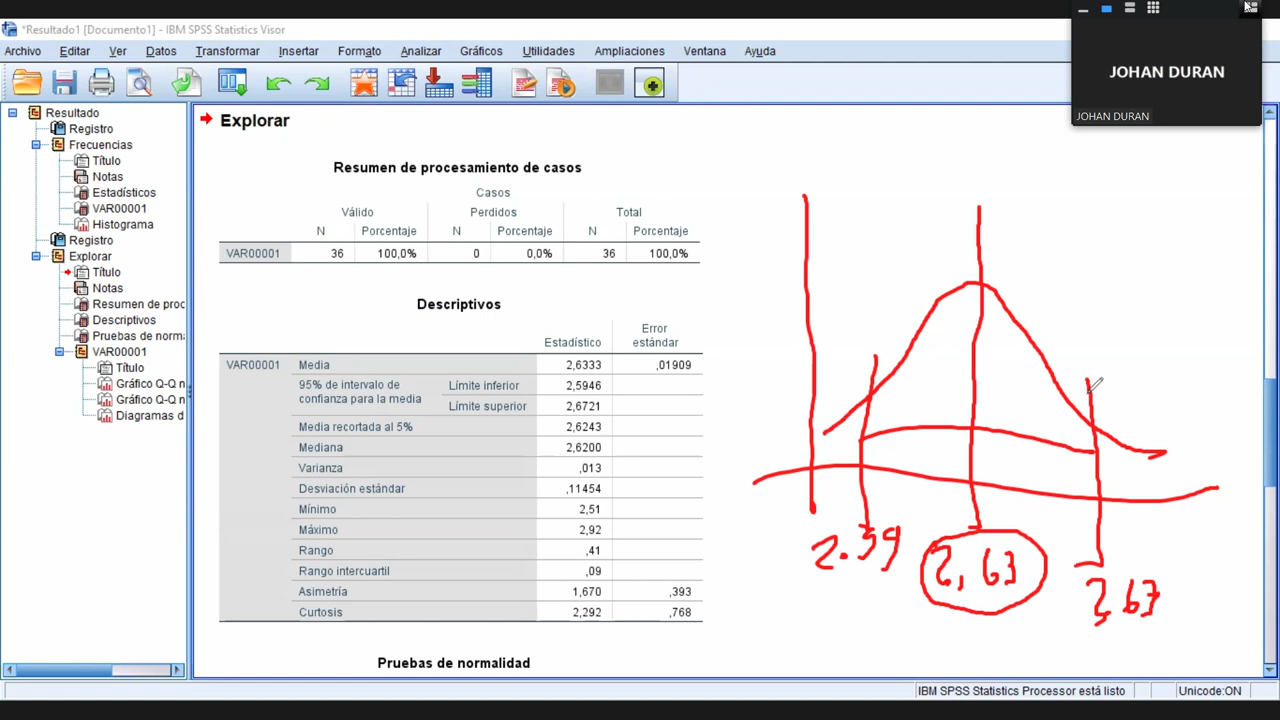 *Resultado1 [Documento1] - IBM SPSS Statistics Visor
Archivo Editar Ver Datos Transformar Insertar Formato Analizar Gráficos Utilidades Ampliaciones Ventana Ayuda
JOHAN DURAN
JOHAN DURAN
Resultado
Registro
Frecuencias
Título
Notas
Estadísticos
VAR00001
Histograma
Registro
Explorar
Título
Notas
Resumen de proc
Descriptivos
Pruebas de norma
VAR00001
Título
Gráfico Q-Q n
Gráfico Q-Q n
Diagramas d
Explorar
Resumen de procesamiento de casos
Casos
Válido Perdidos Total
N Porcentaje N Porcentaje N Porcentaje
VAR00001 36 100,0% 0 0,0% 36 100,0%
Descriptivos
Estadístico Error estándar
VAR00001 Media 2,6333 ,01909
95% de intervalo de confianza para la media Límite inferior 2,5946
Límite superior 2,6721
Media recortada al 5% 2,6243
Mediana 2,6200
Varianza ,013
Desviación estándar ,11454
Mínimo 2,51
Máximo 2,92
Rango ,41
Rango intercuartil ,09
Asimetría 1,670 ,393
Curtosis 2,292 ,768
Pruebas de normalidad
2.59
2,63
2 67
IBM SPSS Statistics Processor está listo Unicode:ON